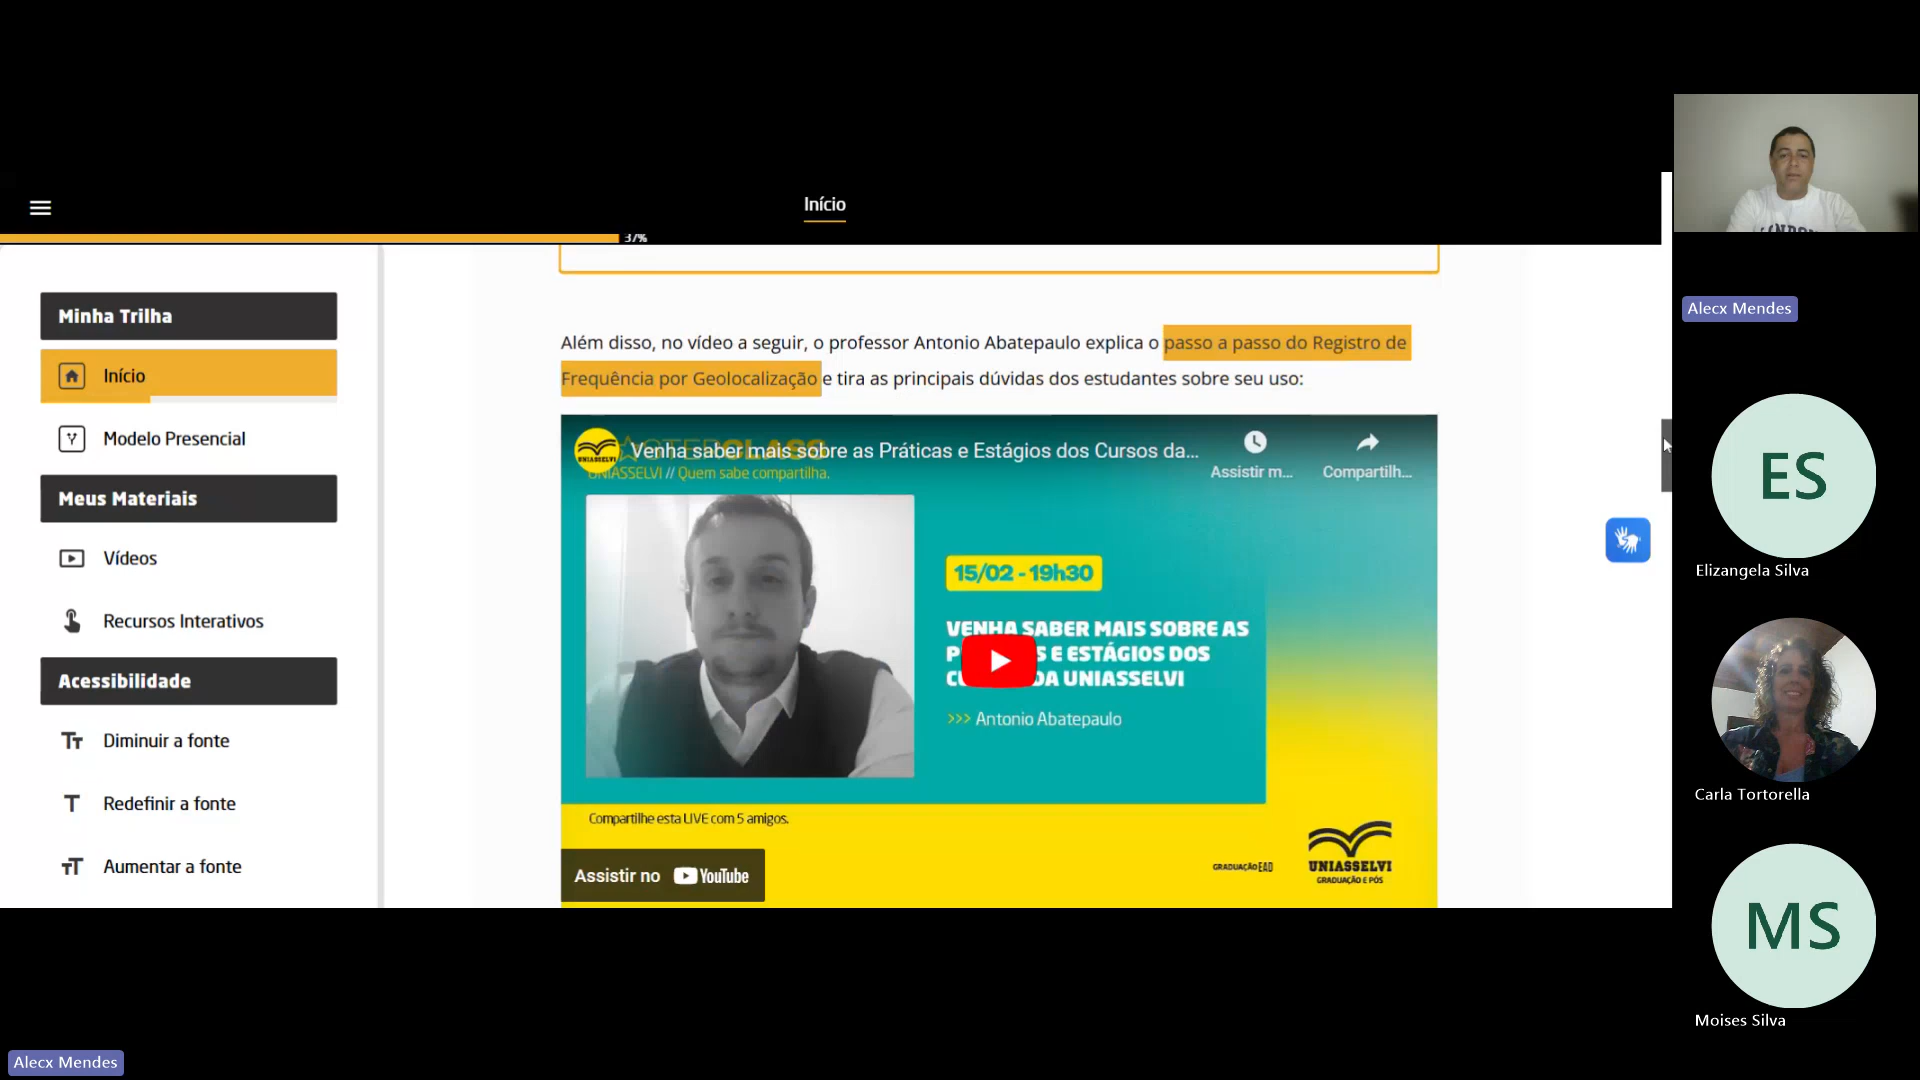 Início
37%
Minha Trilha
Início
Modelo Presencial
Meus Materiais
Vídeos
Recursos Interativos
Acessibilidade
Diminuir a fonte
Redefinir a fonte
Aumentar a fonte
Além disso, no vídeo a seguir, o professor Antonio Abatepaulo explica o passo a passo do Registro de
Frequência por Geolocalização e tira as principais dúvidas dos estudantes sobre seu uso:
UNIASSELVI
Venha saber mais sobre as Práticas e Estágios dos Cursos da...
UNIASSELVI // Quem sabe compartilha.
Assistir m...
Compartilh...
15/02 - 19h30
VENHA SABER MAIS SOBRE AS
E ESTÁGIOS DOS
DA UNIASSELVI
>>> Antonio Abatepaulo
Compartilhe esta LIVE com 5 amigos.
Assistir no YouTube
GRADUAÇÃO EAD
UNIASSELVI
GRADUAÇÃO E PÓS
LONDON
Alecx Mendes
ES
Elizangela Silva
Carla Tortorella
MS
Moises Silva
Alecx Mendes